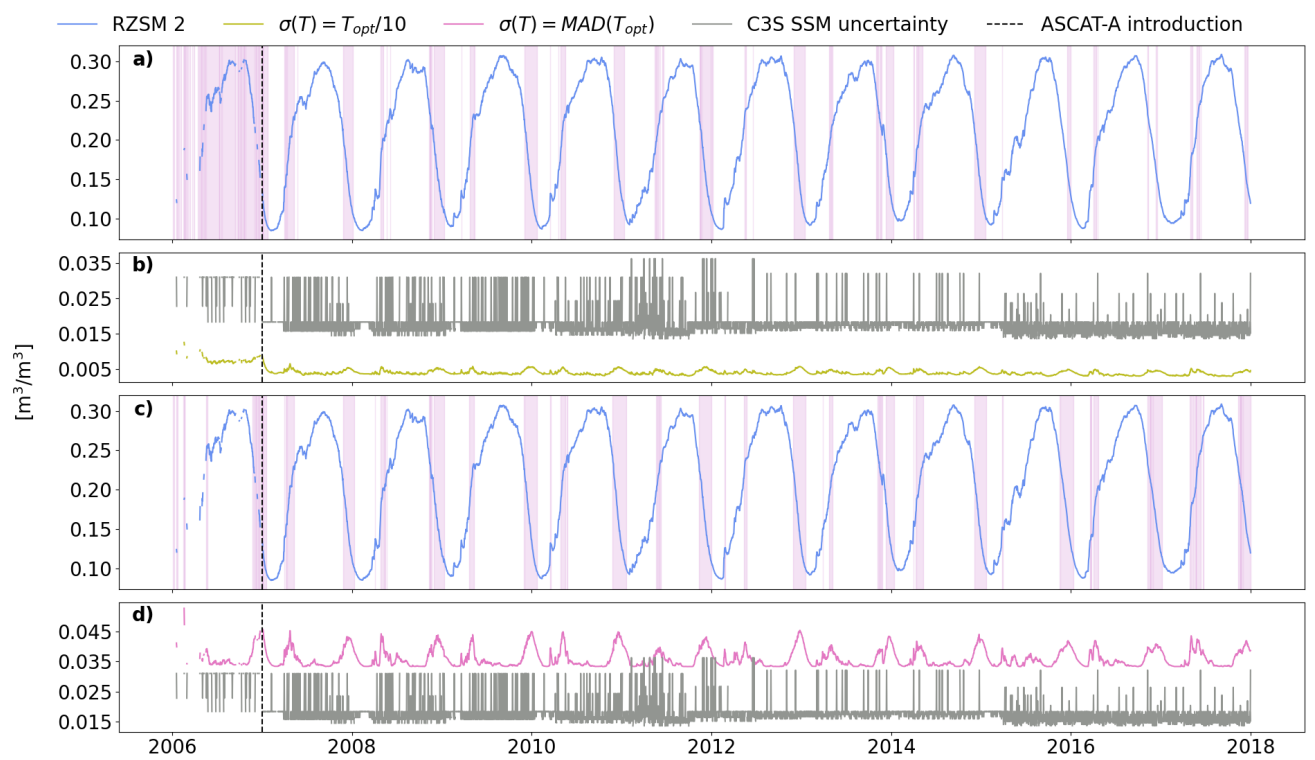 RZSM 2 σ(T) = T_opt/10 σ(T) = MAD(T_opt) C3S SSM uncertainty ASCAT-A introduction
a)
0.30
0.25
0.20
0.15
0.10
b)
0.035
0.025
0.015
0.005
[m³/m³]
c)
0.30
0.25
0.20
0.15
0.10
d)
0.045
0.035
0.025
0.015
2006 2008 2010 2012 2014 2016 2018